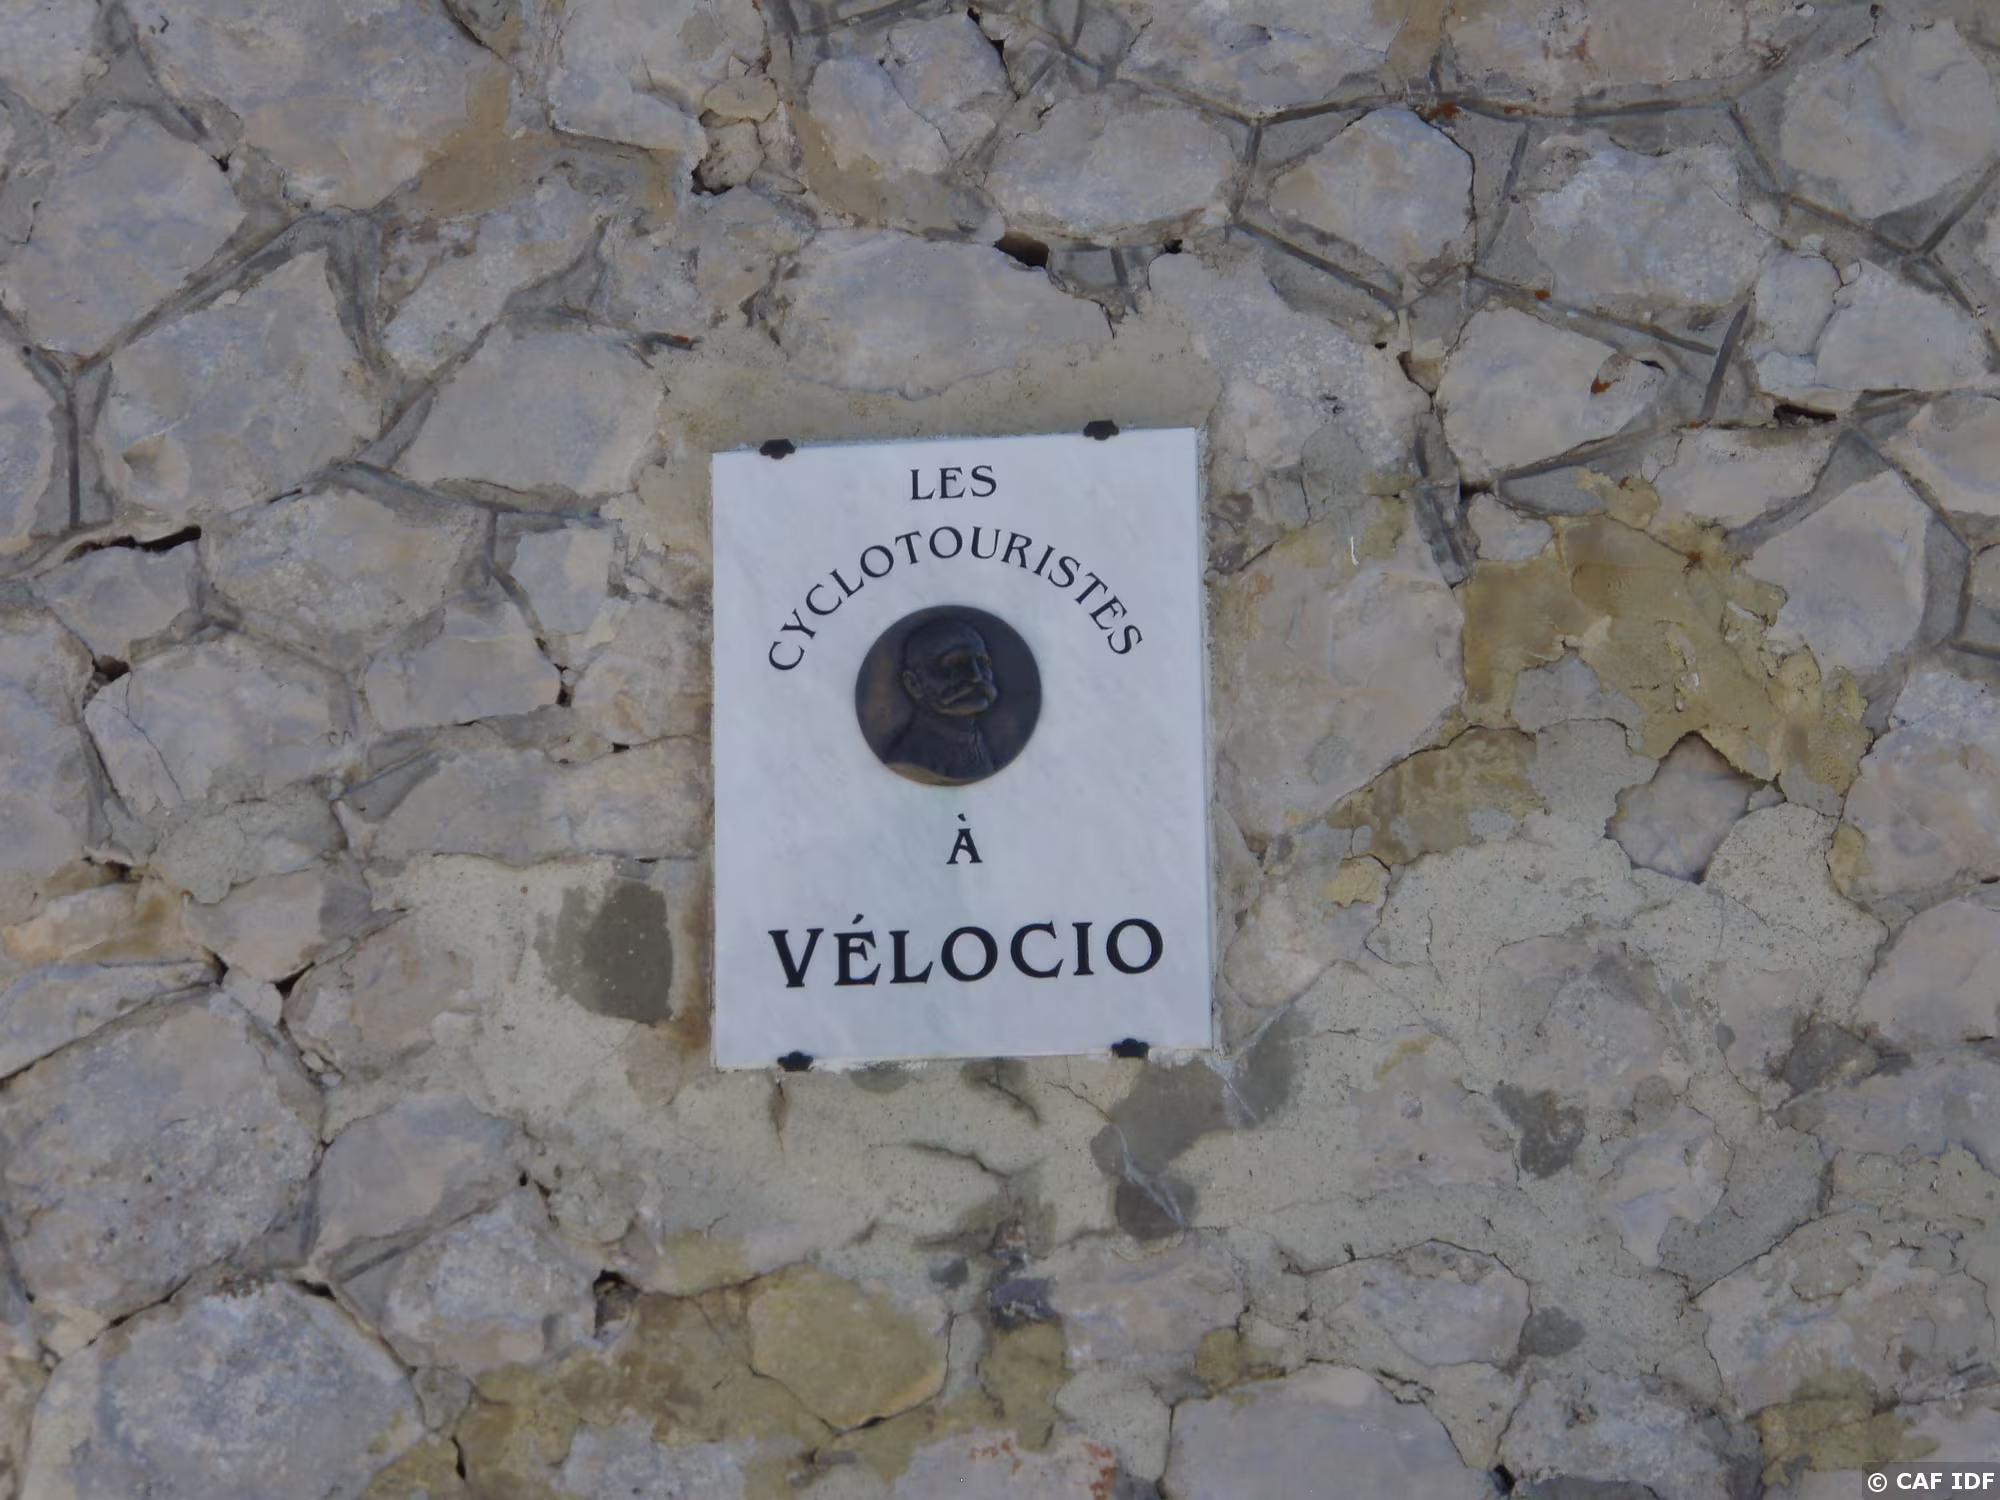 LES
CYCLOTOURISTES
À
VÉLOCIO
© CAF IDF